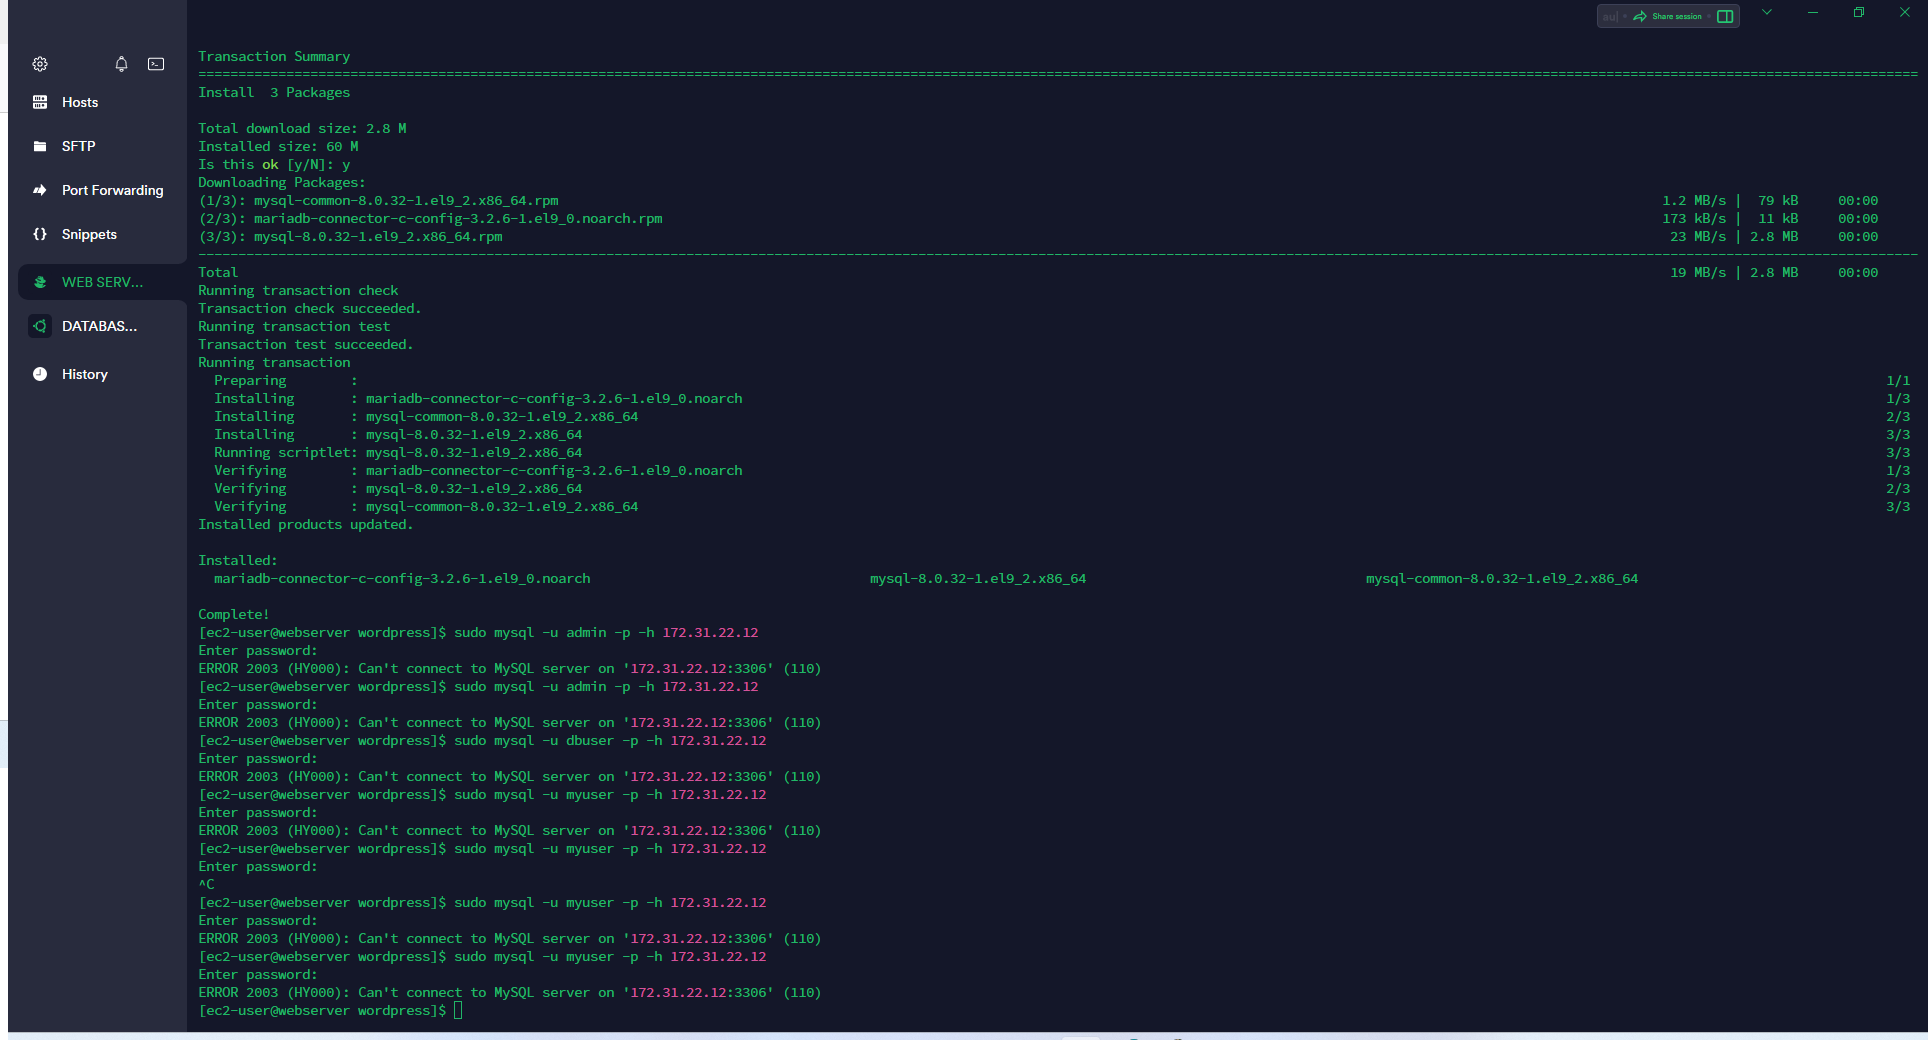 Share session
Hosts
SFTP
Port Forwarding
Snippets
WEB SERV...
DATABAS...
History
Transaction Summary
================================================================================
Install  3 Packages
Total download size: 2.8 M
Installed size: 60 M
Is this ok [y/N]: y
Downloading Packages:
(1/3): mysql-common-8.0.32-1.el9_2.x86_64.rpm 1.2 MB/s |  79 kB     00:00
(2/3): mariadb-connector-c-config-3.2.6-1.el9_0.noarch.rpm 173 kB/s |  11 kB     00:00
(3/3): mysql-8.0.32-1.el9_2.x86_64.rpm 23 MB/s | 2.8 MB     00:00
--------------------------------------------------------------------------------
Total 19 MB/s | 2.8 MB     00:00
Running transaction check
Transaction check succeeded.
Running transaction test
Transaction test succeeded.
Running transaction
Preparing        : 1/1
Installing       : mariadb-connector-c-config-3.2.6-1.el9_0.noarch 1/3
Installing       : mysql-common-8.0.32-1.el9_2.x86_64 2/3
Installing       : mysql-8.0.32-1.el9_2.x86_64 3/3
Running scriptlet: mysql-8.0.32-1.el9_2.x86_64 3/3
Verifying        : mariadb-connector-c-config-3.2.6-1.el9_0.noarch 1/3
Verifying        : mysql-8.0.32-1.el9_2.x86_64 2/3
Verifying        : mysql-common-8.0.32-1.el9_2.x86_64 3/3
Installed products updated.
Installed:
mariadb-connector-c-config-3.2.6-1.el9_0.noarch mysql-8.0.32-1.el9_2.x86_64 mysql-common-8.0.32-1.el9_2.x86_64
Complete!
[ec2-user@webserver wordpress]$ sudo mysql -u admin -p -h 172.31.22.12
Enter password:
ERROR 2003 (HY000): Can't connect to MySQL server on '172.31.22.12:3306' (110)
[ec2-user@webserver wordpress]$ sudo mysql -u admin -p -h 172.31.22.12
Enter password:
ERROR 2003 (HY000): Can't connect to MySQL server on '172.31.22.12:3306' (110)
[ec2-user@webserver wordpress]$ sudo mysql -u dbuser -p -h 172.31.22.12
Enter password:
ERROR 2003 (HY000): Can't connect to MySQL server on '172.31.22.12:3306' (110)
[ec2-user@webserver wordpress]$ sudo mysql -u myuser -p -h 172.31.22.12
Enter password:
ERROR 2003 (HY000): Can't connect to MySQL server on '172.31.22.12:3306' (110)
[ec2-user@webserver wordpress]$ sudo mysql -u myuser -p -h 172.31.22.12
Enter password:
^C
[ec2-user@webserver wordpress]$ sudo mysql -u myuser -p -h 172.31.22.12
Enter password:
ERROR 2003 (HY000): Can't connect to MySQL server on '172.31.22.12:3306' (110)
[ec2-user@webserver wordpress]$ sudo mysql -u myuser -p -h 172.31.22.12
Enter password:
ERROR 2003 (HY000): Can't connect to MySQL server on '172.31.22.12:3306' (110)
[ec2-user@webserver wordpress]$